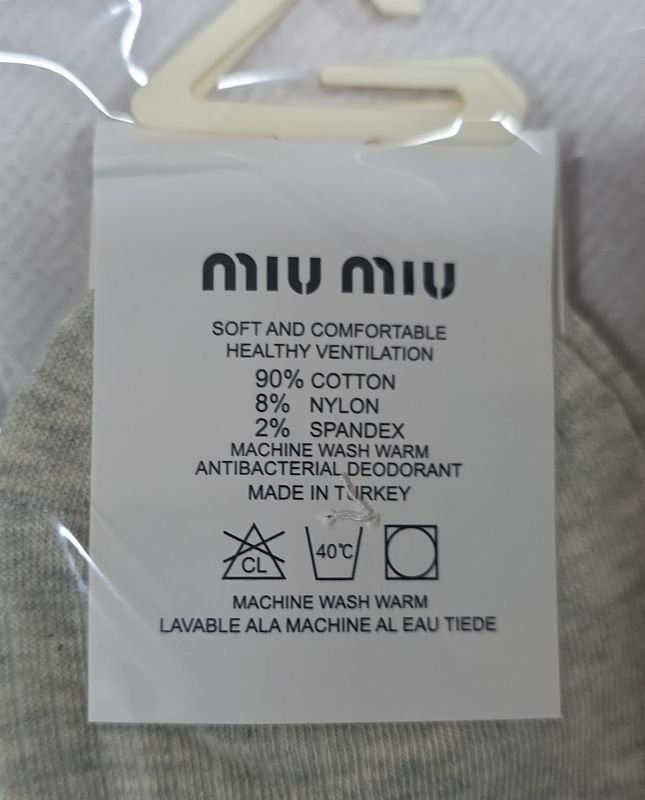 miu miu
SOFT AND COMFORTABLE
HEALTHY VENTILATION
90% COTTON
8% NYLON
2% SPANDEX
MACHINE WASH WARM
ANTIBACTERIAL DEODORANT
MADE IN TURKEY
CL 40℃
MACHINE WASH WARM
LAVABLE ALA MACHINE AL EAU TIEDE